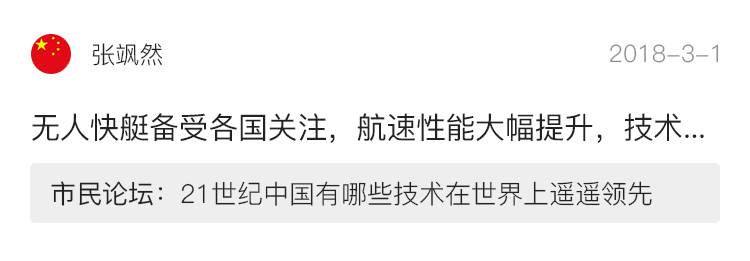 张飒然
2018-3-1
无人快艇备受各国关注，航速性能大幅提升，技术...
市民论坛：21世纪中国有哪些技术在世界上遥遥领先